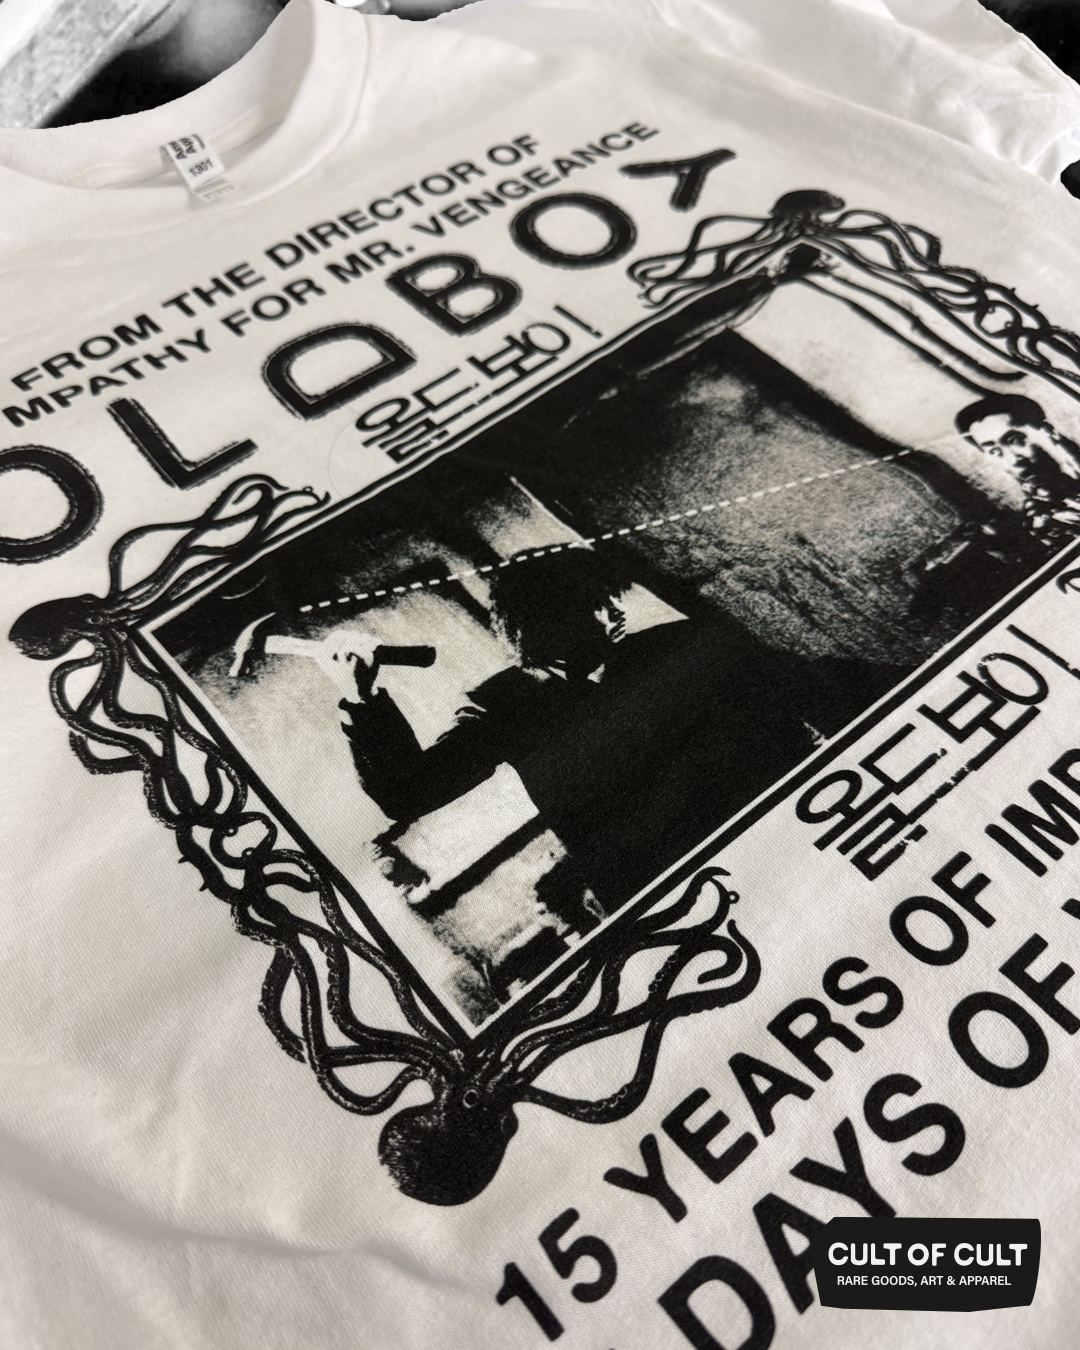 FROM THE DIRECTOR OF
MPATHY FOR MR. VENGEANCE
OLDBOY
올드보이
올드보이
15 YEARS OF IMP
DAYS OF
CULT OF CULT
RARE GOODS, ART & APPAREL